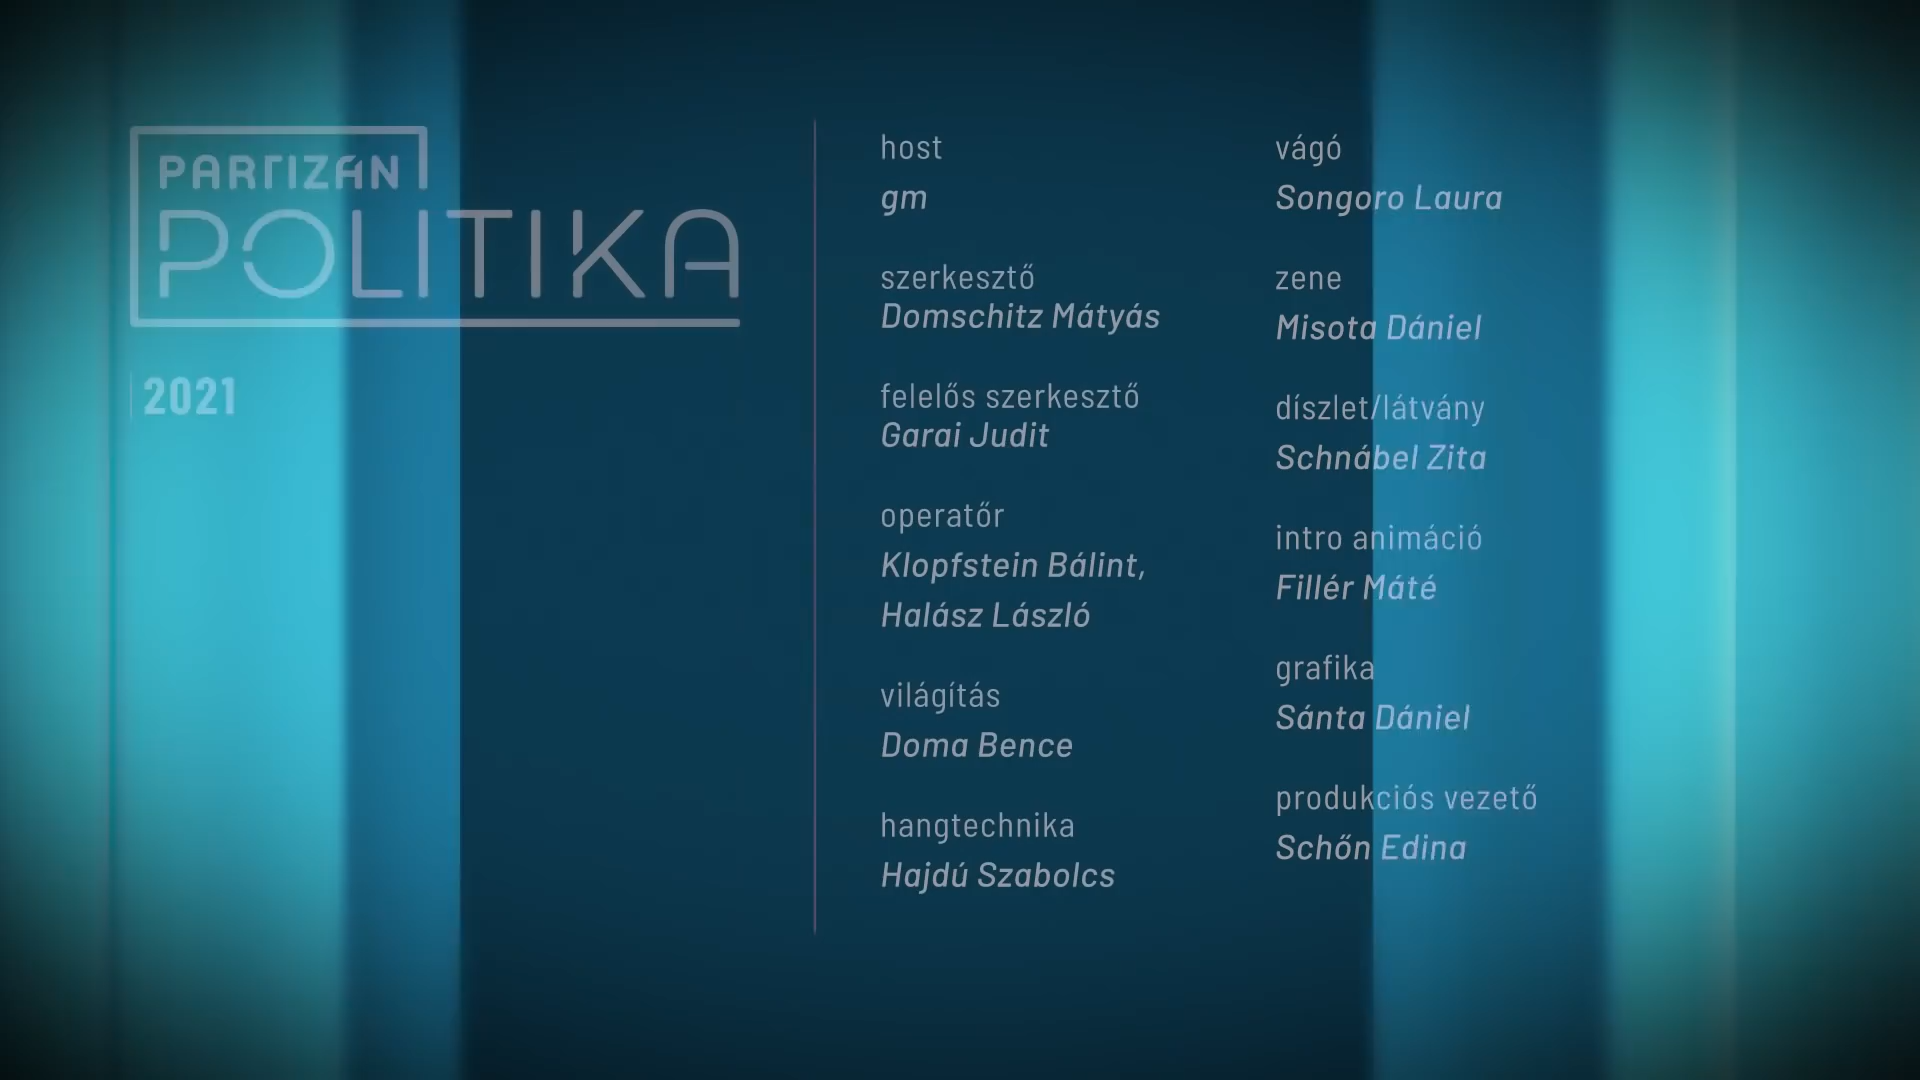 PARTIZÁN
POLITIKA
2021
host
gm
szerkesztő
Domschitz Mátyás
felelős szerkesztő
Garai Judit
operatőr
Klopfstein Bálint,
Halász László
világítás
Doma Bence
hangtechnika
Hajdú Szabolcs
vágó
Songoro Laura
zene
Misota Dániel
díszlet/látvány
Schnábel Zita
intro animáció
Fillér Máté
grafika
Sánta Dániel
produkciós vezető
Schőn Edina